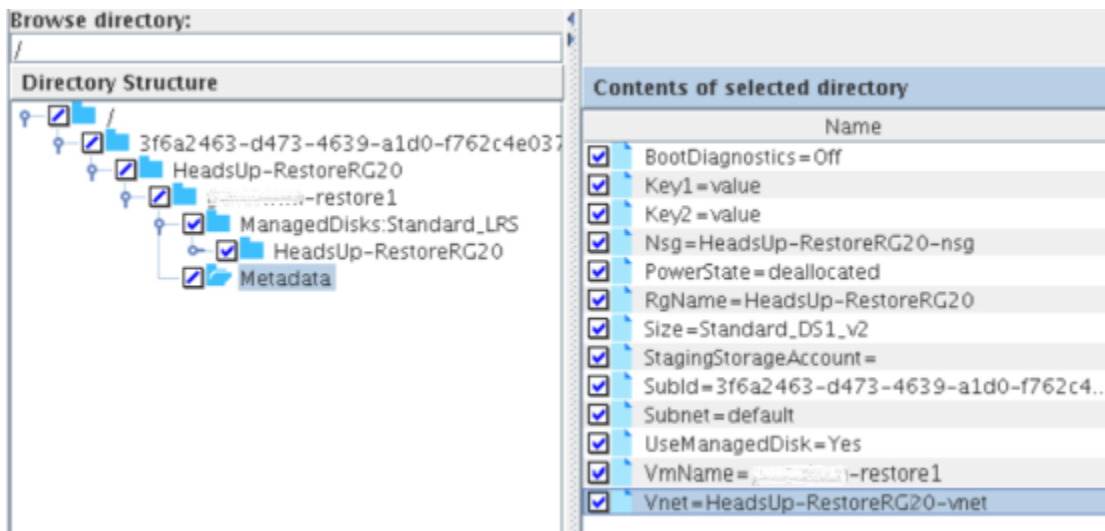 Browse directory:
/
Directory Structure
/
3f6a2463-d473-4639-a1d0-f762c4e037
HeadsUp-RestoreRG20
-restore1
ManagedDisks:Standard_LRS
HeadsUp-RestoreRG20
Metadata
Contents of selected directory
Name
BootDiagnostics=Off
Key1=value
Key2=value
Nsg=HeadsUp-RestoreRG20-nsg
PowerState=deallocated
RgName=HeadsUp-RestoreRG20
Size=Standard_DS1_v2
StagingStorageAccount=
SubId=3f6a2463-d473-4639-a1d0-f762c4...
Subnet=default
UseManagedDisk=Yes
VmName=-restore1
Vnet=HeadsUp-RestoreRG20-vnet